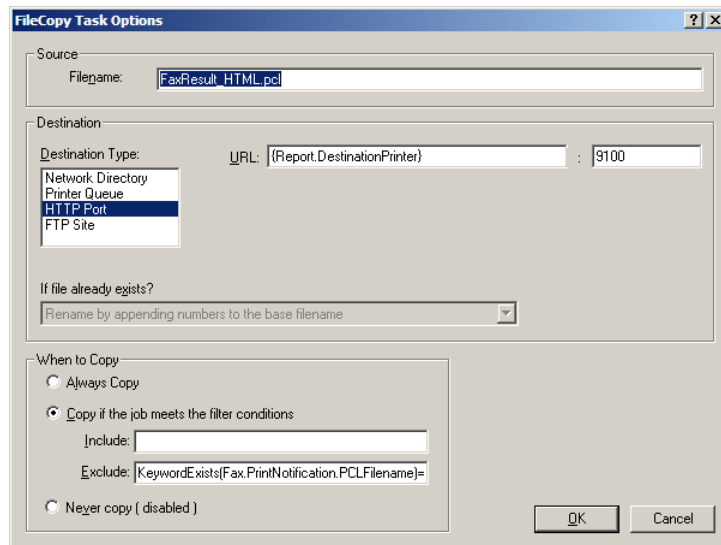 FileCopy Task Options
Source
Filename: FaxResult_HTML.pcl
Destination
Destination Type:
URL: {Report.DestinationPrinter} : 9100
Network Directory
Printer Queue
HTTP Port
FTP Site
If file already exists?
Rename by appending numbers to the base filename
When to Copy
Always Copy
Copy if the job meets the filter conditions
Include:
Exclude: KeywordExists(Fax.PrintNotification.PCLFilename)=
Never copy ( disabled )
OK Cancel